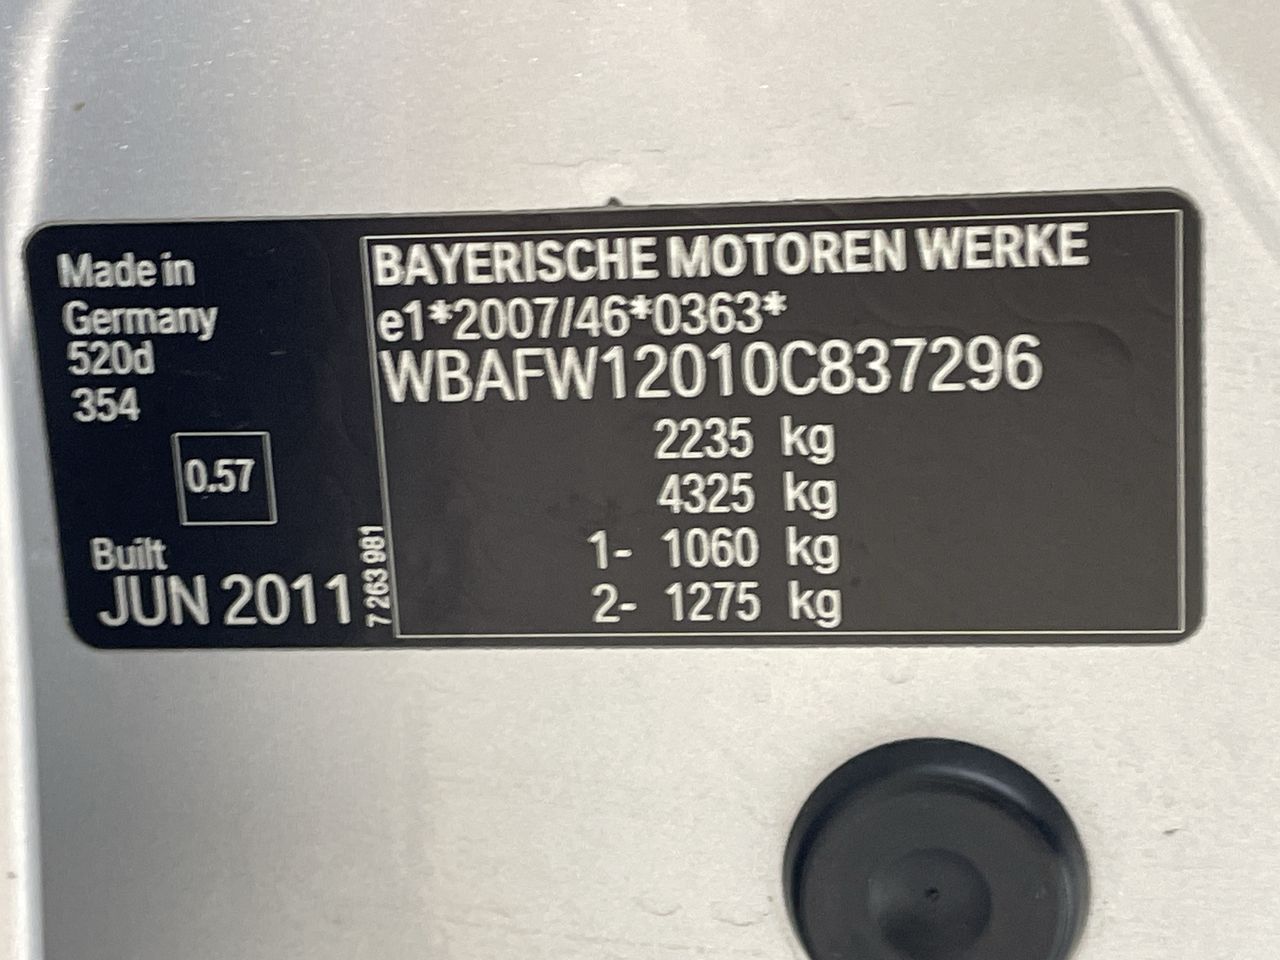 Made in
Germany
520d
354
0.57
Built
JUN 2011
7 263 981
BAYERISCHE MOTOREN WERKE
e1*2007/46*0363*
WBAFW12010C837296
2235 kg
4325 kg
1- 1060 kg
2- 1275 kg